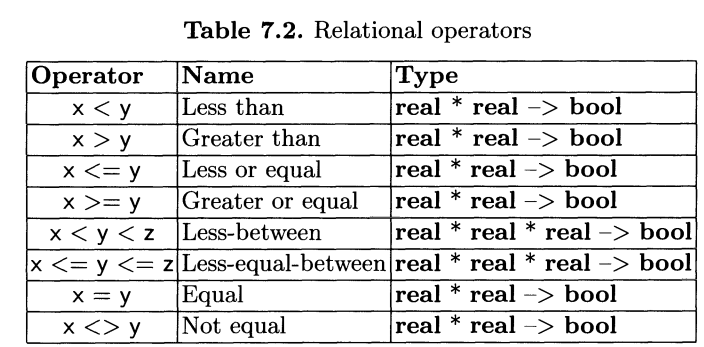 Table 7.2. Relational operators
Operator Name Type
x < y Less than real * real -> bool
x > y Greater than real * real -> bool
x <= y Less or equal real * real -> bool
x >= y Greater or equal real * real -> bool
x < y < z Less-between real * real * real -> bool
x <= y <= z Less-equal-between real * real * real -> bool
x = y Equal real * real -> bool
x <> y Not equal real * real -> bool